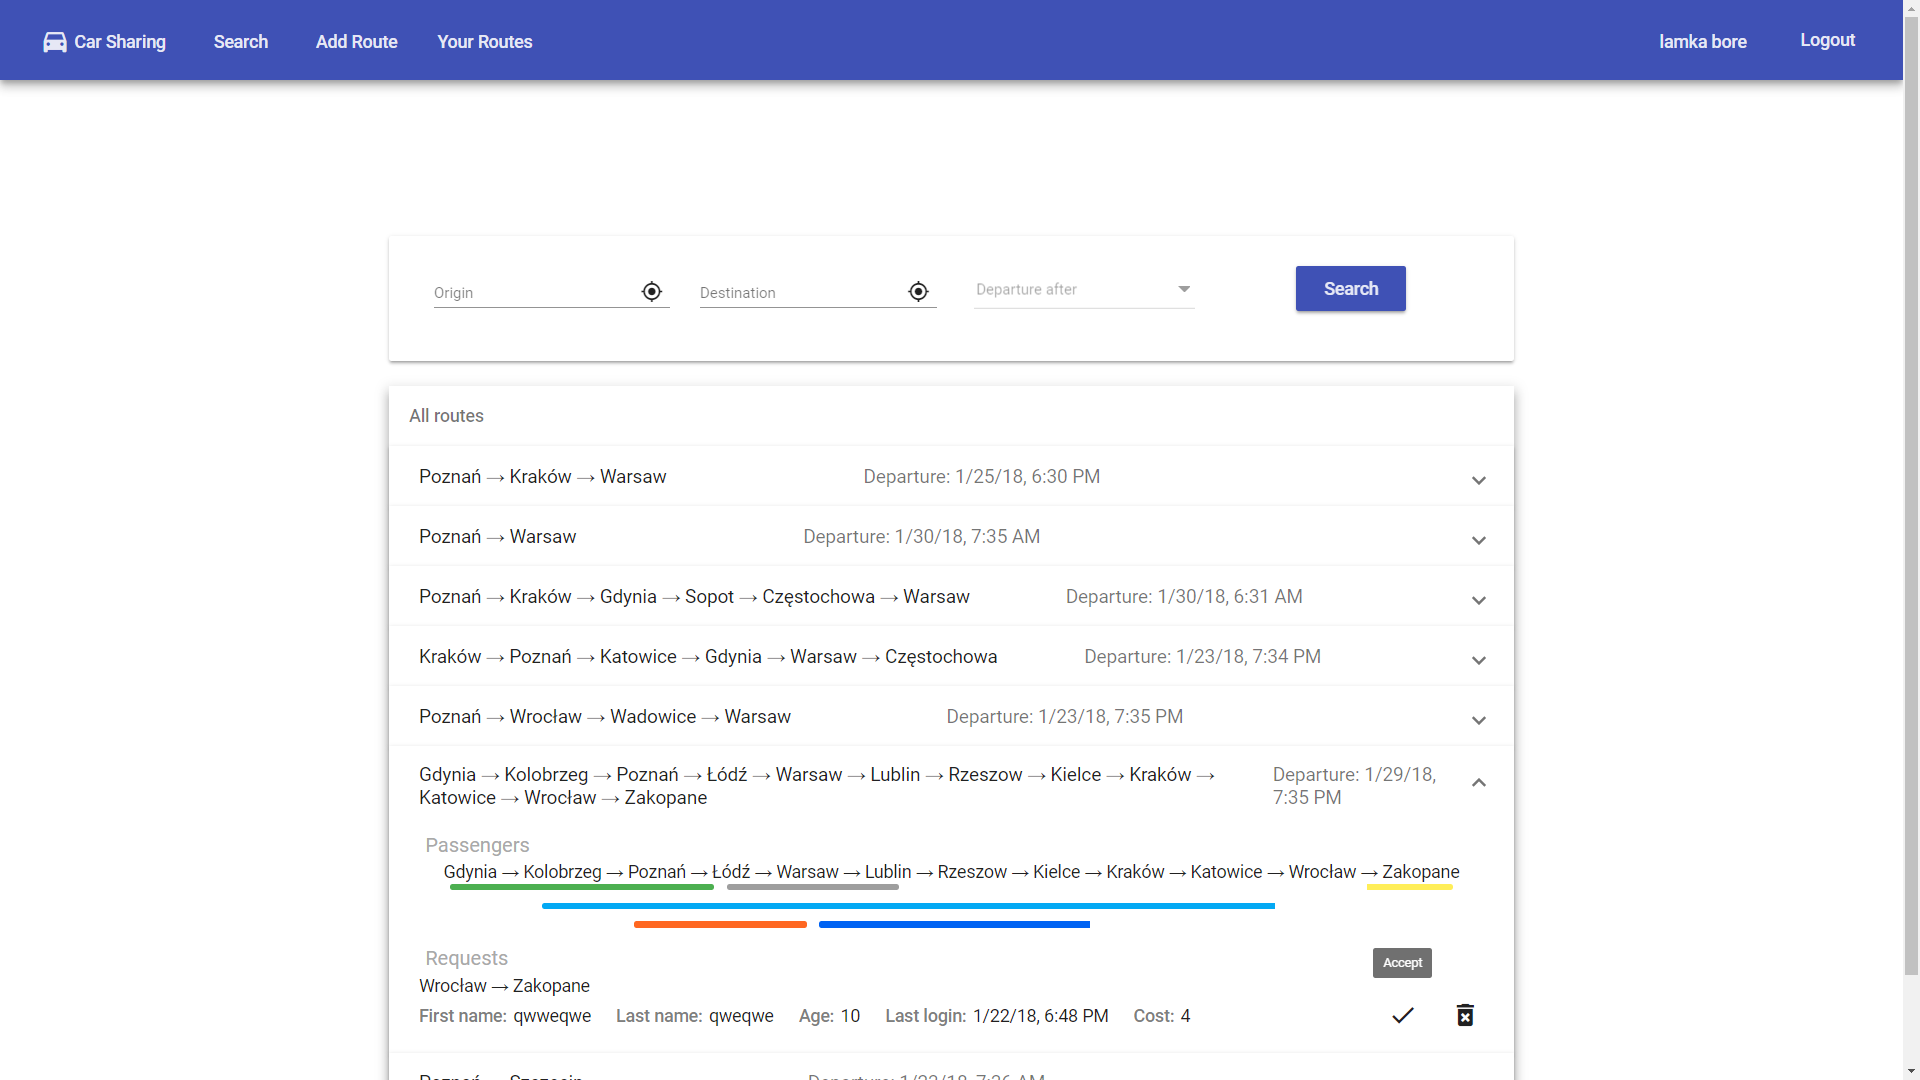 Car Sharing Search Add Route Your Routes lamka bore Logout
Origin Destination Departure after Search
All routes
Poznań → Kraków → Warsaw Departure: 1/25/18, 6:30 PM
Poznań → Warsaw Departure: 1/30/18, 7:35 AM
Poznań → Kraków → Gdynia → Sopot → Częstochowa → Warsaw Departure: 1/30/18, 6:31 AM
Kraków → Poznań → Katowice → Gdynia → Warsaw → Częstochowa Departure: 1/23/18, 7:34 PM
Poznań → Wrocław → Wadowice → Warsaw Departure: 1/23/18, 7:35 PM
Gdynia → Kolobrzeg → Poznań → Łódź → Warsaw → Lublin → Rzeszow → Kielce → Kraków → Departure: 1/29/18,
Katowice → Wrocław → Zakopane 7:35 PM
Passengers
Gdynia → Kolobrzeg → Poznań → Łódź → Warsaw → Lublin → Rzeszow → Kielce → Kraków → Katowice → Wrocław → Zakopane
Requests Accept
Wrocław → Zakopane
First name: qwweqwe Last name: qweqwe Age: 10 Last login: 1/22/18, 6:48 PM Cost: 4